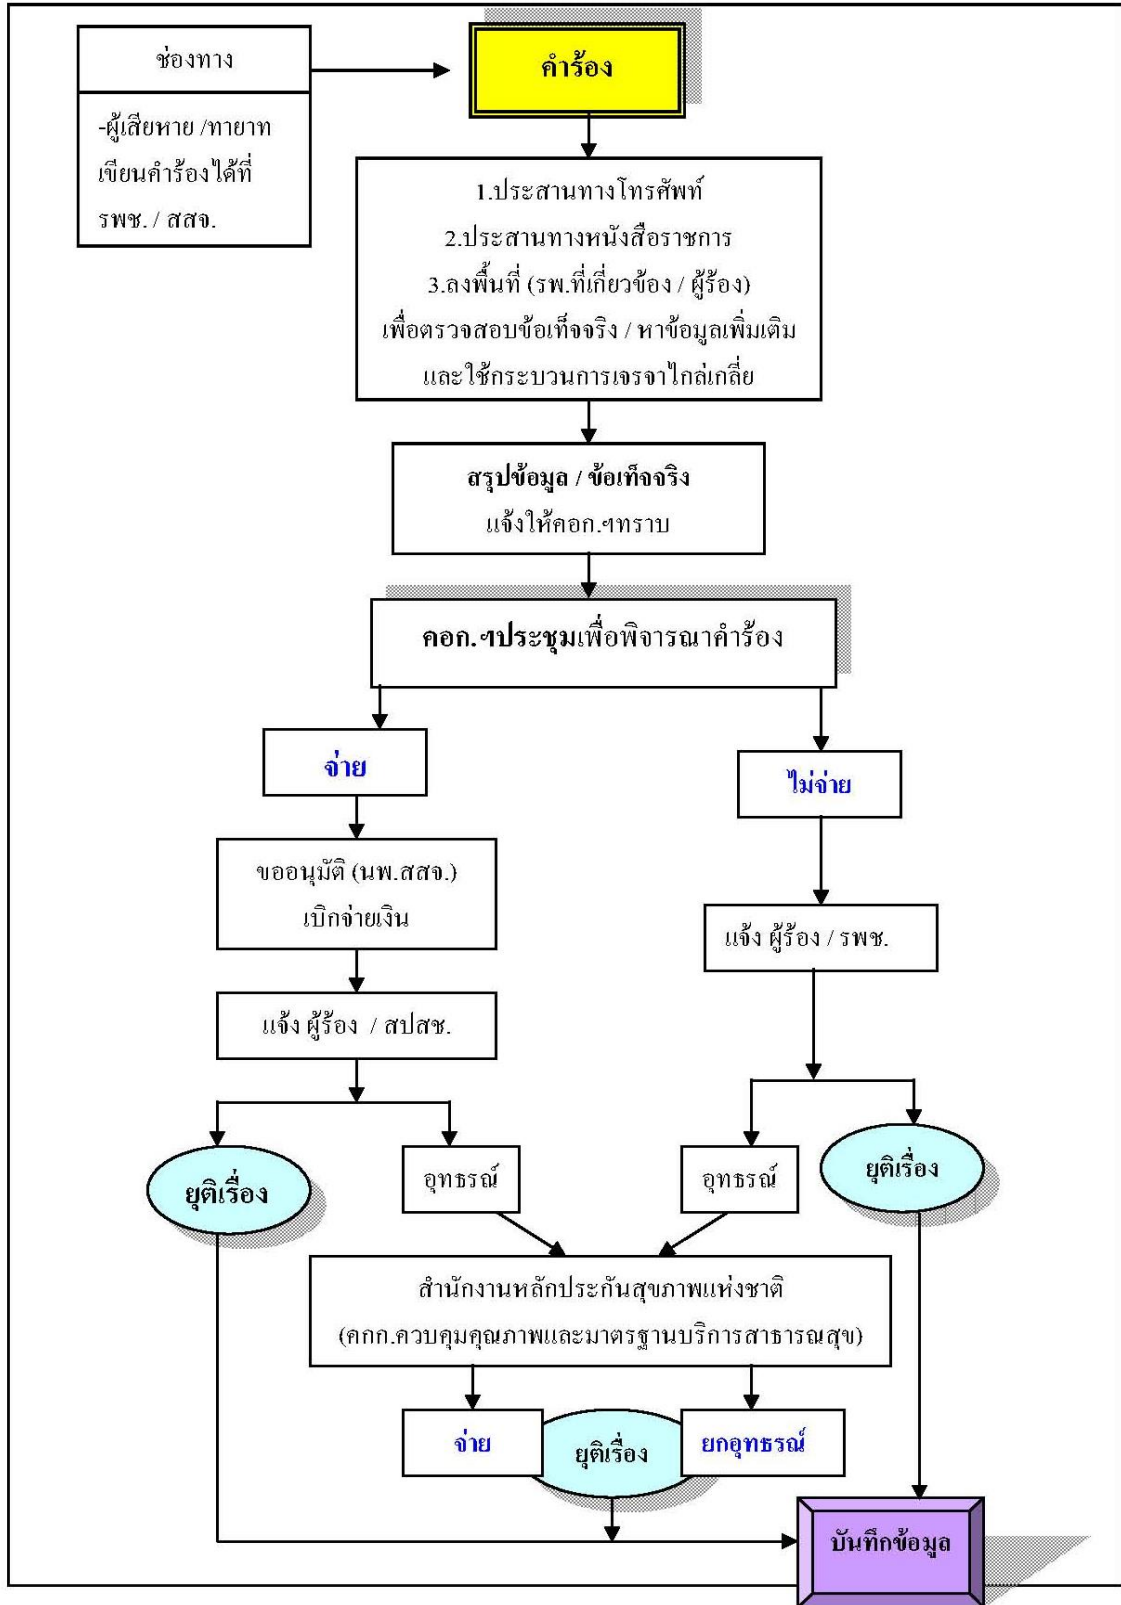 ช่องทาง
-ผู้เสียหาย /ทายาท
เขียนคำร้องได้ที่
รพช. / สสจ.
คำร้อง
1.ประสานทางโทรศัพท์
2.ประสานทางหนังสือราชการ
3.ลงพื้นที่ (รพ.ที่เกี่ยวข้อง / ผู้ร้อง)
เพื่อตรวจสอบข้อเท็จจริง / หาข้อมูลเพิ่มเติม
และใช้กระบวนการเจรจาไกล่เกลี่ย
สรุปข้อมูล / ข้อเท็จจริง
แจ้งให้คอก.ฯทราบ
คอก.ฯประชุมเพื่อพิจารณาคำร้อง
จ่าย
ไม่จ่าย
ขออนุมัติ (นพ.สสจ.)
เบิกจ่ายเงิน
แจ้ง ผู้ร้อง / รพช.
แจ้ง ผู้ร้อง / สปสช.
ยุติเรื่อง
อุทธรณ์
อุทธรณ์
ยุติเรื่อง
สำนักงานหลักประกันสุขภาพแห่งชาติ
(คกก.ควบคุมคุณภาพและมาตรฐานบริการสาธารณสุข)
จ่าย
ยุติเรื่อง
ยกอุทธรณ์
บันทึกข้อมูล